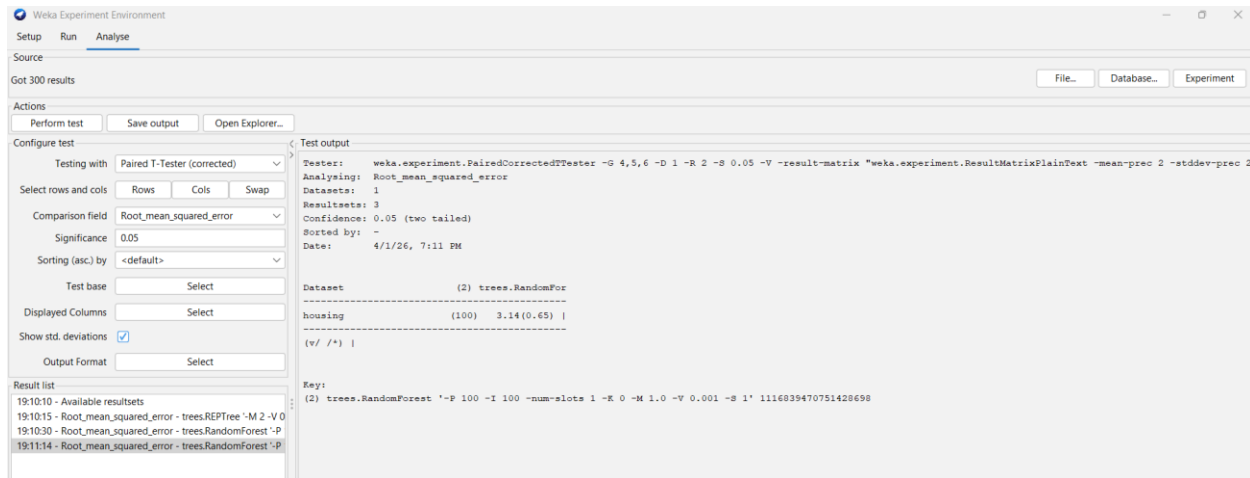 Weka Experiment Environment
Setup Run Analyse
Source
Got 300 results
File... Database... Experiment
Actions
Perform test Save output Open Explorer...
Configure test
Testing with Paired T-Tester (corrected)
Select rows and cols Rows Cols Swap
Comparison field Root_mean_squared_error
Significance 0.05
Sorting (asc.) by <default>
Test base Select
Displayed Columns Select
Show std. deviations
Output Format Select
Result list
19:10:10 - Available resultsets
19:10:15 - Root_mean_squared_error - trees.REPTree '-M 2 -V 0
19:10:30 - Root_mean_squared_error - trees.RandomForest '-P
19:11:14 - Root_mean_squared_error - trees.RandomForest '-P
Test output
Tester: weka.experiment.PairedCorrectedTTester -G 4,5,6 -D 1 -R 2 -S 0.05 -V -result-matrix "weka.experiment.ResultMatrixPlainText -mean-prec 2 -stddev-prec 2
Analysing: Root_mean_squared_error
Datasets: 1
Resultsets: 3
Confidence: 0.05 (two tailed)
Sorted by: -
Date: 4/1/26, 7:11 PM
Dataset (2) trees.RandomFor
----------------------------------------------
housing (100) 3.14(0.65) |
----------------------------------------------
(v/ /*) |
Key:
(2) trees.RandomForest '-P 100 -I 100 -num-slots 1 -K 0 -M 1.0 -V 0.001 -S 1' 1116839470751428698